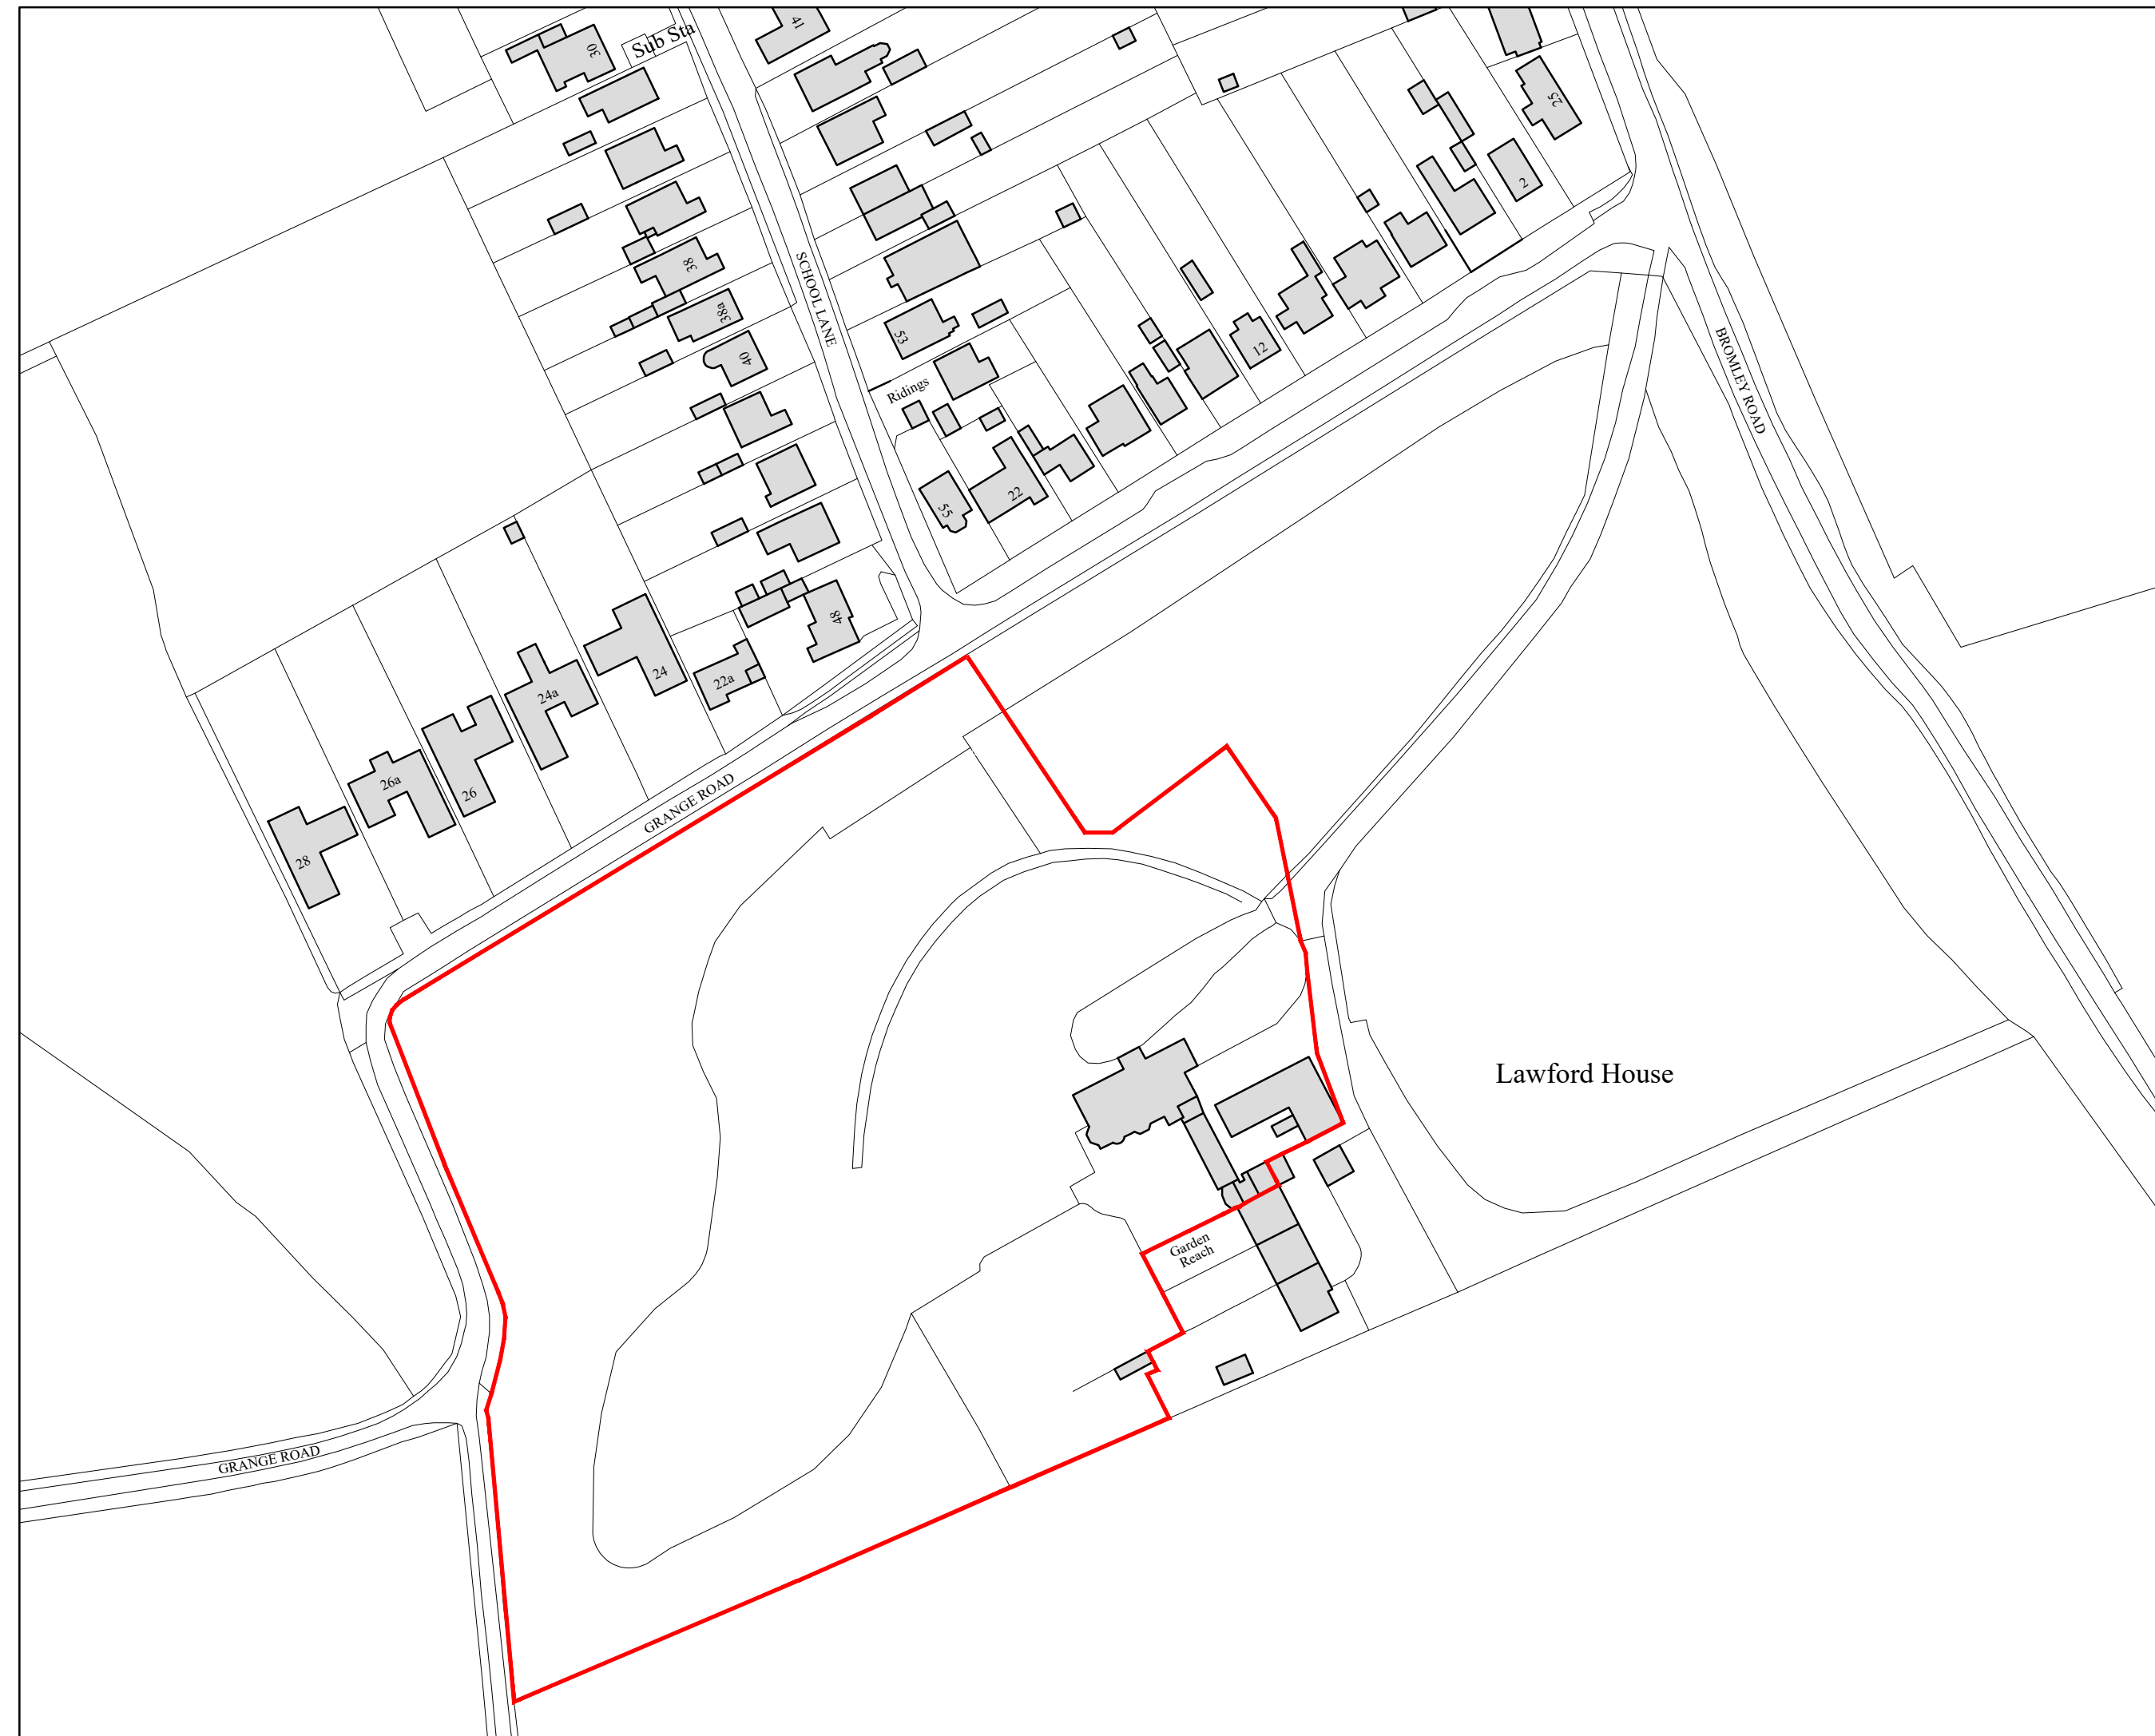 41
30
Sub Sta
25
2
SCHOOL LANE
38
38a
53
40
12
BROMLEY ROAD
Ridings
22
55
48
24
22a
24a
26a
26
GRANGE ROAD
28
Lawford House
Garden
Reach
GRANGE ROAD